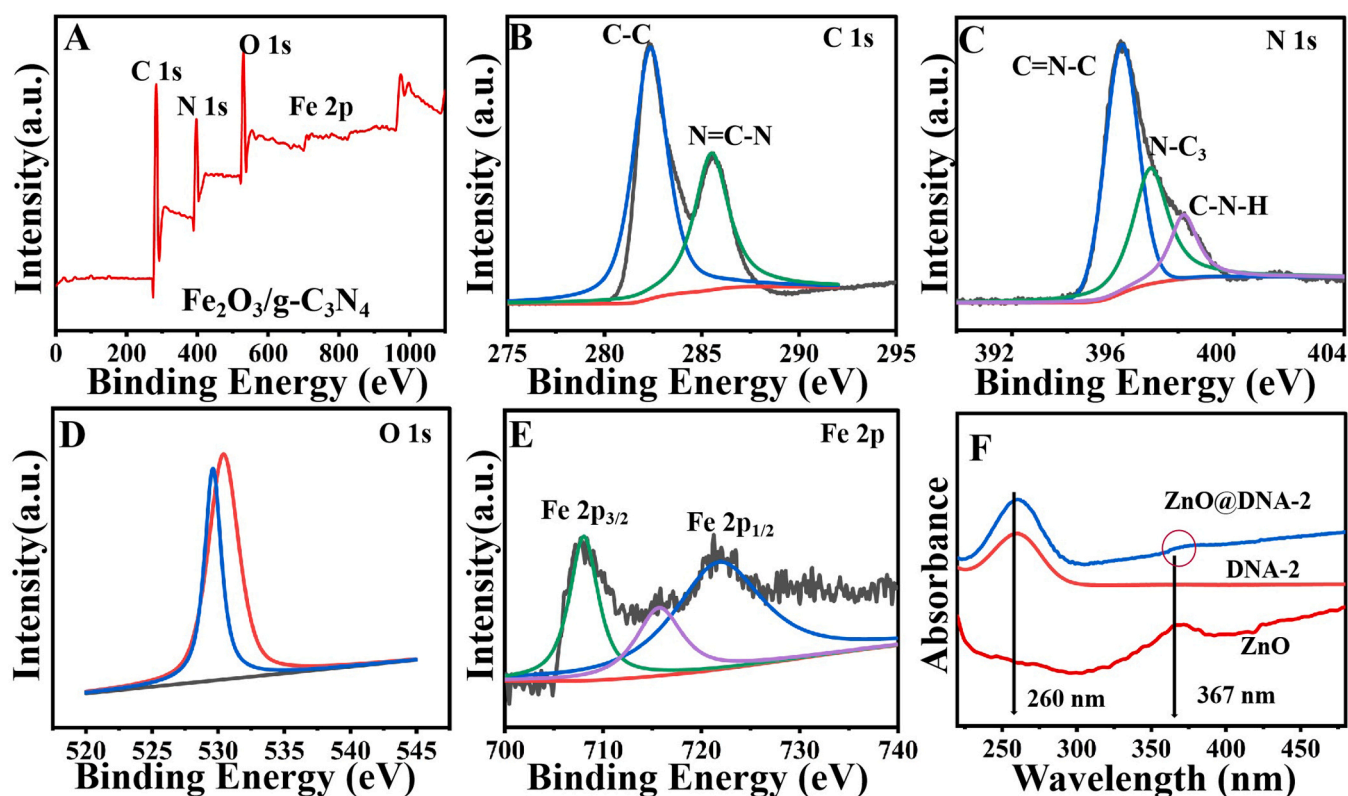 A
C 1s
N 1s
O 1s
Fe 2p
Fe₂O₃/g-C₃N₄
Intensity(a.u.)
0 200 400 600 800 1000
Binding Energy (eV)
B
C 1s
C-C
N=C-N
Intensity(a.u.)
275 280 285 290 295
Binding Energy (eV)
C
N 1s
C=N-C
N-C₃
C-N-H
Intensity (a.u.)
392 396 400 404
Binding Energy (eV)
D
O 1s
Intensity(a.u.)
520 525 530 535 540 545
Binding Energy (eV)
E
Fe 2p
Fe 2p₃/₂
Fe 2p₁/₂
Intensity(a.u.)
700 710 720 730 740
Binding Energy (eV)
F
ZnO@DNA-2
DNA-2
ZnO
260 nm
367 nm
Absorbance
250 300 350 400 450
Wavelength (nm)